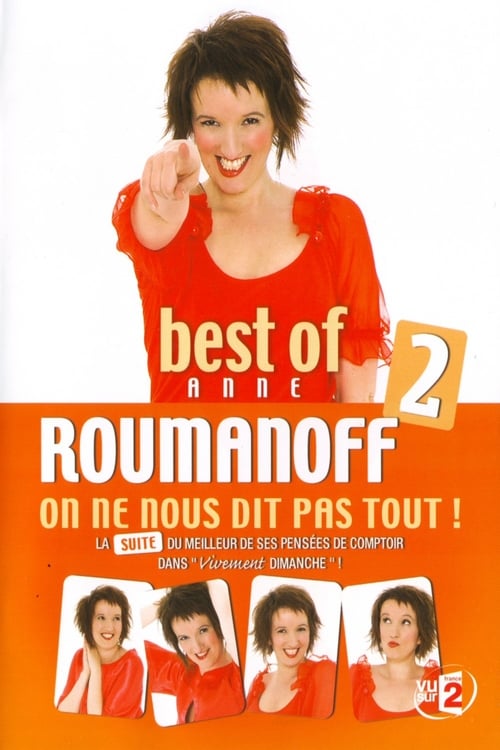 best of
ANNE
2
ROUMANOFF
ON NE NOUS DIT PAS TOUT !
LA SUITE DU MEILLEUR DE SES PENSÉES DE COMPTOIR
DANS "Vivement DIMANCHE" !
VU
sur
france
2